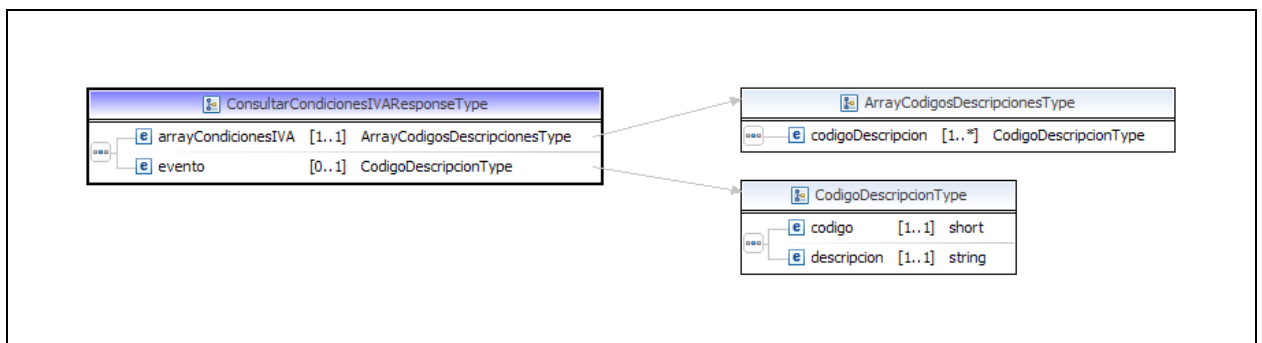 ConsultarCondicionesIVAResponseType
e arrayCondicionesIVA [1..1] ArrayCodigosDescripcionesType
e evento [0..1] CodigoDescripcionType
ArrayCodigosDescripcionesType
e codigoDescripcion [1..*] CodigoDescripcionType
CodigoDescripcionType
e codigo [1..1] short
e descripcion [1..1] string